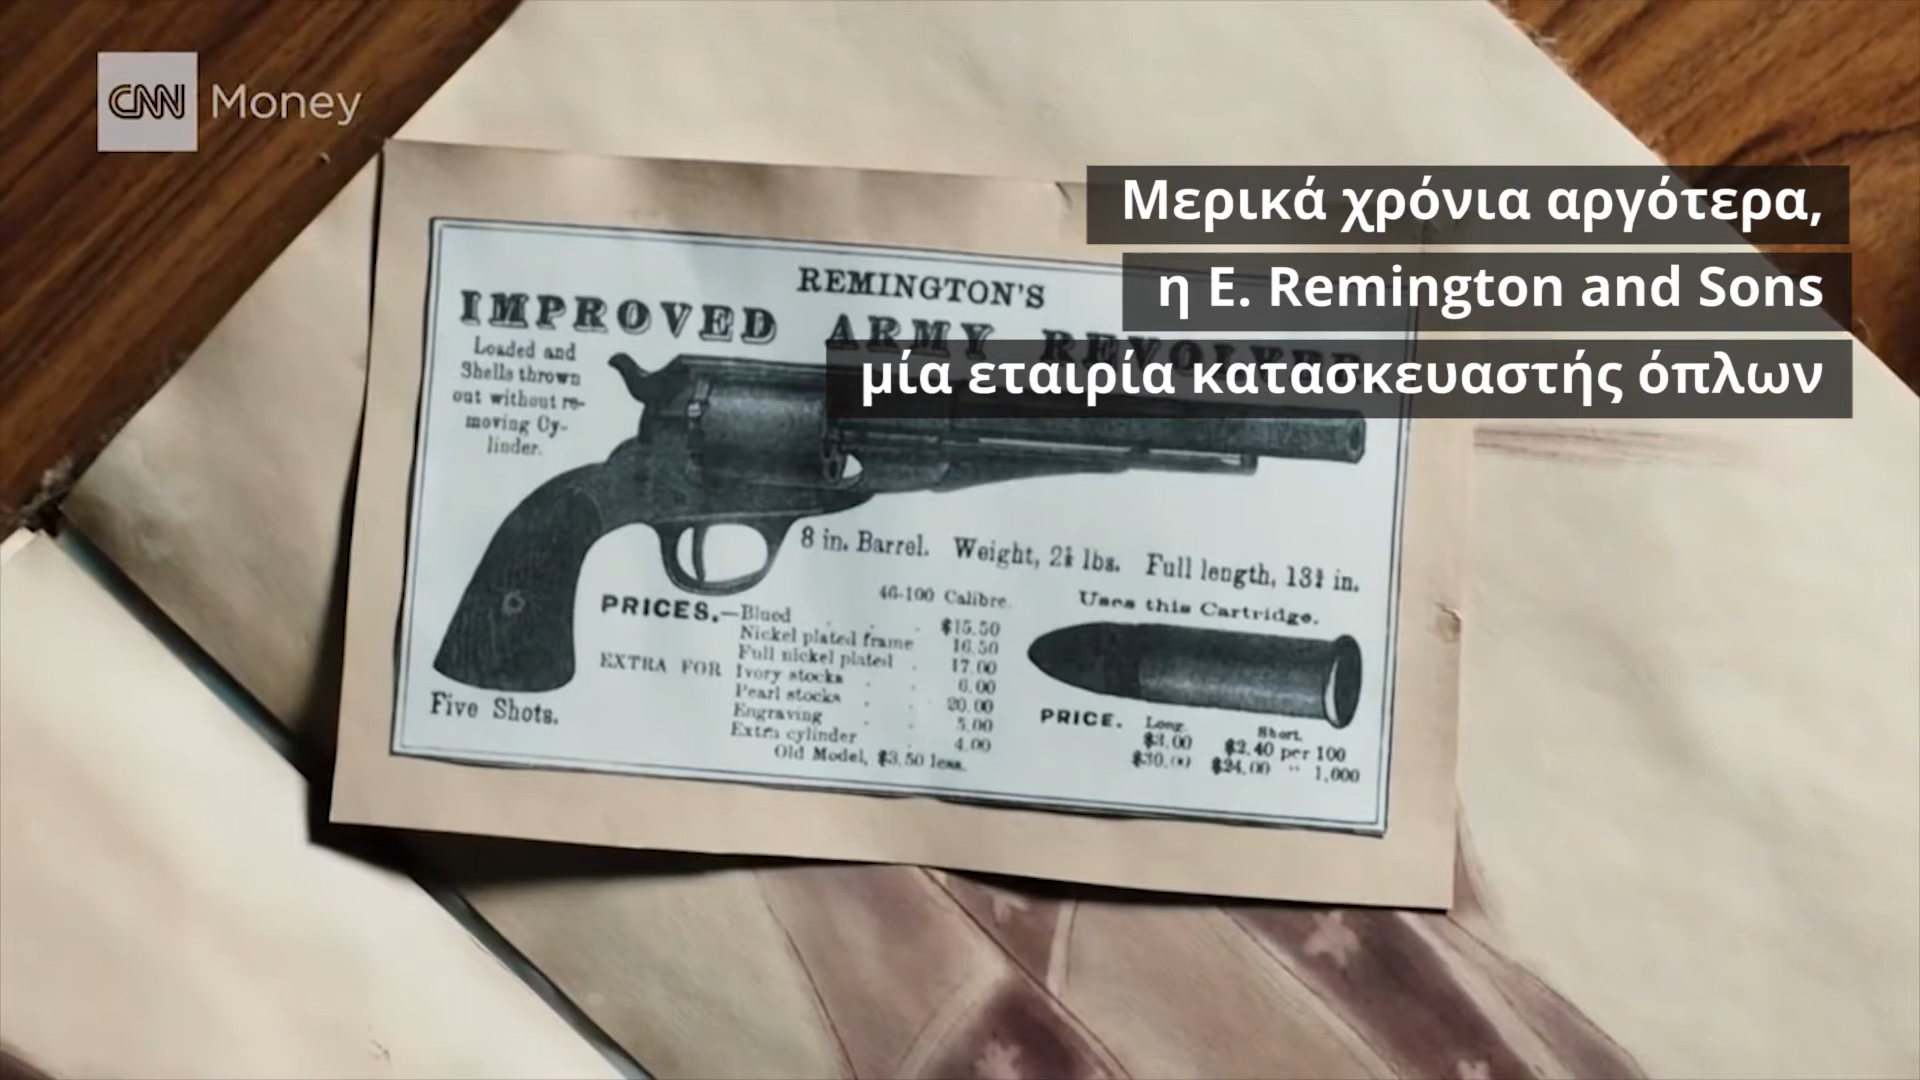 CNN Money
Μερικά χρόνια αργότερα,
η E. Remington and Sons
μία εταιρία κατασκευαστής όπλων
REMINGTON'S
IMPROVED ARMY REVOLVER
Loaded and
Shells thrown
out without re-
moving Cy-
linder.
8 in. Barrel. Weight, 2¾ lbs. Full length, 13¾ in.
46-100 Calibre.
Uses this Cartridge.
PRICES.—Blued $15.50
Nickel plated frame 16.50
Full nickel plated 17.00
EXTRA FOR Ivory stocks 6.00
Pearl stocks 20.00
Engraving 5.00
Extra cylinder 4.00
Old Model, $3.50 less.
Five Shots.
PRICE. Long. Short.
$3.00 $2.40 per 100
$30.00 $24.00 " 1,000